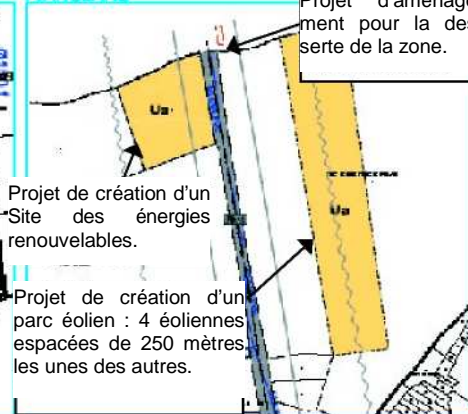 Projet d'aménage-
ment pour la des-
serte de la zone.
Ua
Ua
Projet de création d'un
Site des énergies
renouvelables.
Projet de création d'un
parc éolien : 4 éoliennes
espacées de 250 mètres
les unes des autres.